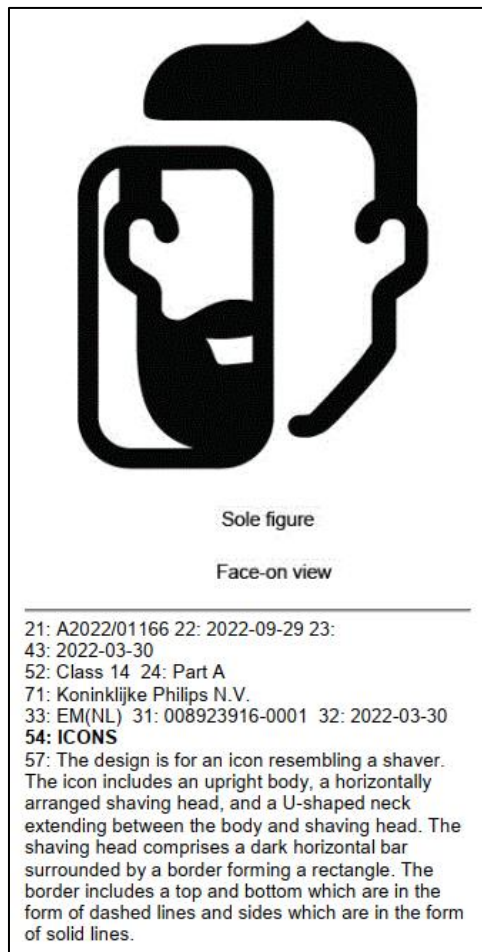 Sole figure
Face-on view
21: A2022/01166 22: 2022-09-29 23:
43: 2022-03-30
52: Class 14 24: Part A
71: Koninklijke Philips N.V.
33: EM(NL) 31: 008923916-0001 32: 2022-03-30
54: ICONS
57: The design is for an icon resembling a shaver.
The icon includes an upright body, a horizontally
arranged shaving head, and a U-shaped neck
extending between the body and shaving head. The
shaving head comprises a dark horizontal bar
surrounded by a border forming a rectangle. The
border includes a top and bottom which are in the
form of dashed lines and sides which are in the form
of solid lines.